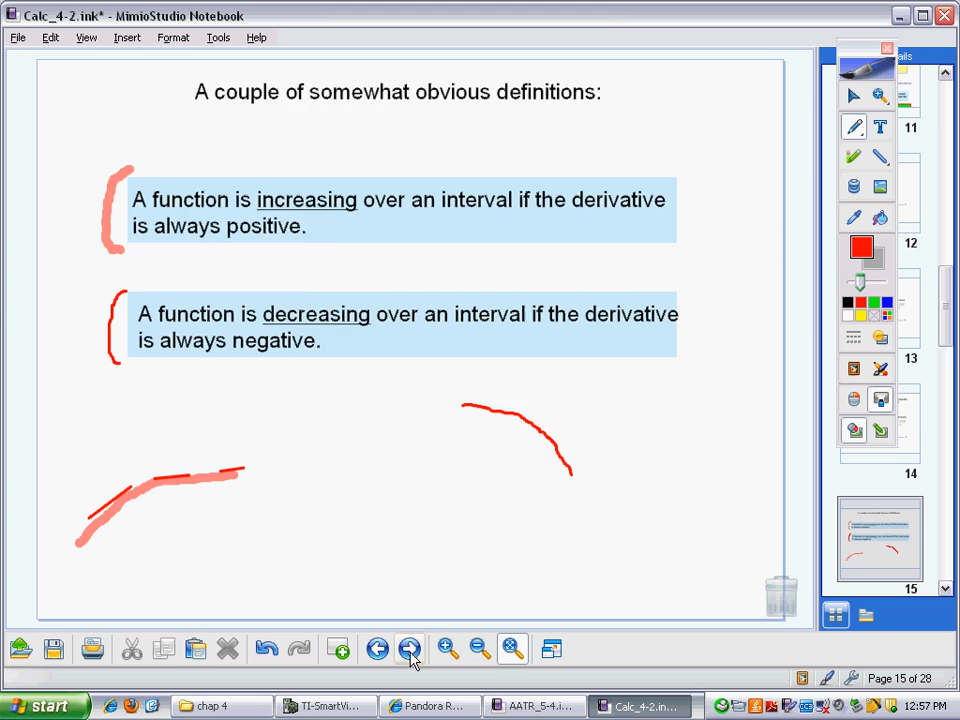 Calc_4-2.ink* - MimioStudio Notebook
File Edit View Insert Format Tools Help
A couple of somewhat obvious definitions:
A function is increasing over an interval if the derivative
is always positive.
A function is decreasing over an interval if the derivative
is always negative.
ails
T
11
12
13
14
15
Page 15 of 28
start
chap 4
TI-SmartVi...
Pandora R...
AATR_5-4.i...
Calc_4-2.in...
12:57 PM